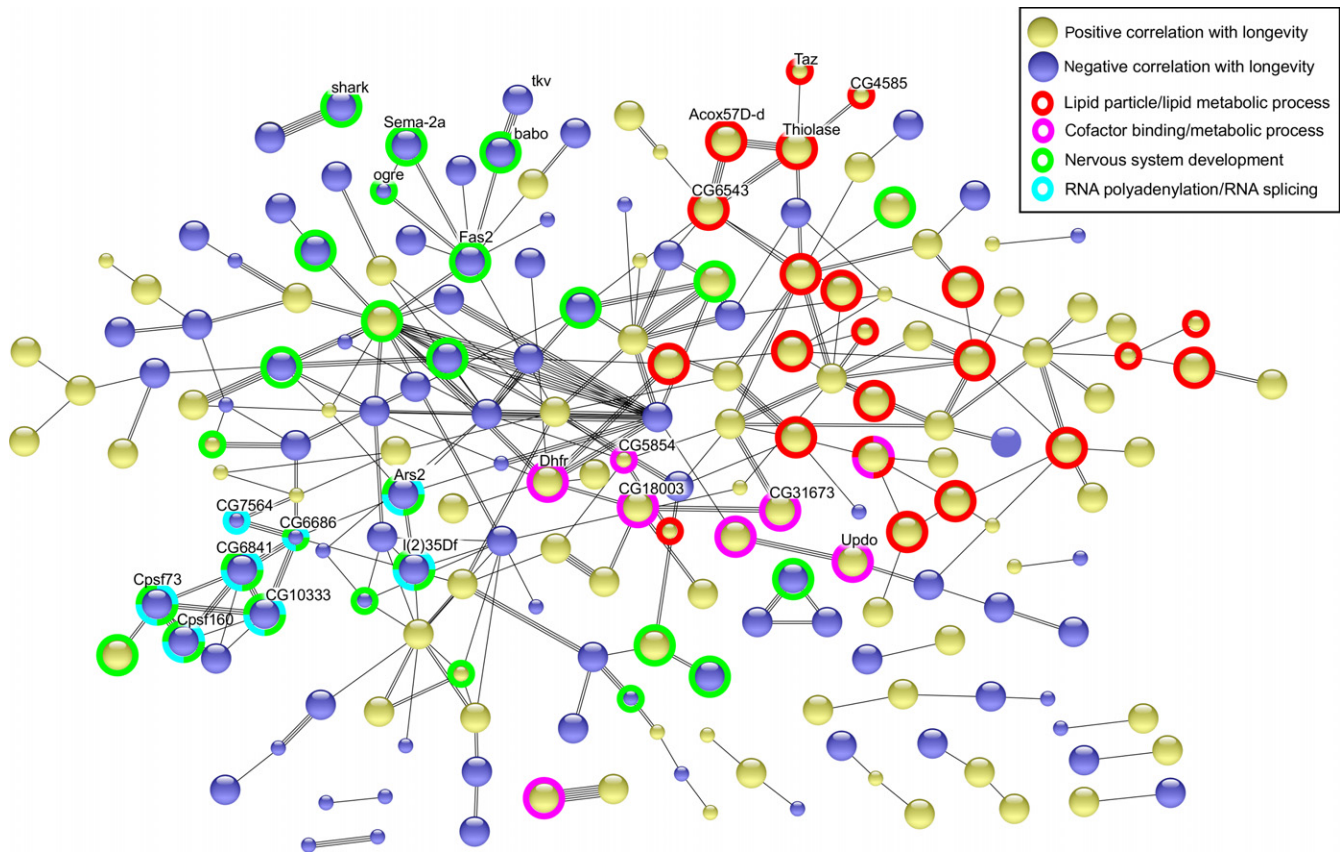 Positive correlation with longevity
Negative correlation with longevity
Lipid particle/lipid metabolic process
Cofactor binding/metabolic process
Nervous system development
RNA polyadenylation/RNA splicing
Taz
tkv
CG4585
shark
Acox57D-d
Sema-2a
Thiolase
babo
ogre
CG6543
Fas2
CG5854
Dhfr
Ars2
CG18003
CG31673
CG7564
CG6686
l(2)35Df
Updo
CG6841
Cpsf73
CG10333
Cpsf160